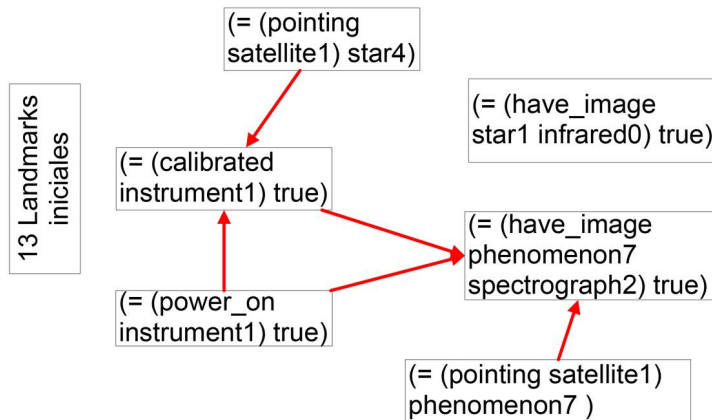 (= (pointing
satellite1) star4)
13 Landmarks
iniciales
(= (have_image
star1 infrared0) true)
(= (calibrated
instrument1) true)
(= (have_image
phenomenon7
spectrograph2) true)
(= (power_on
instrument1) true)
(= (pointing satellite1)
phenomenon7 )